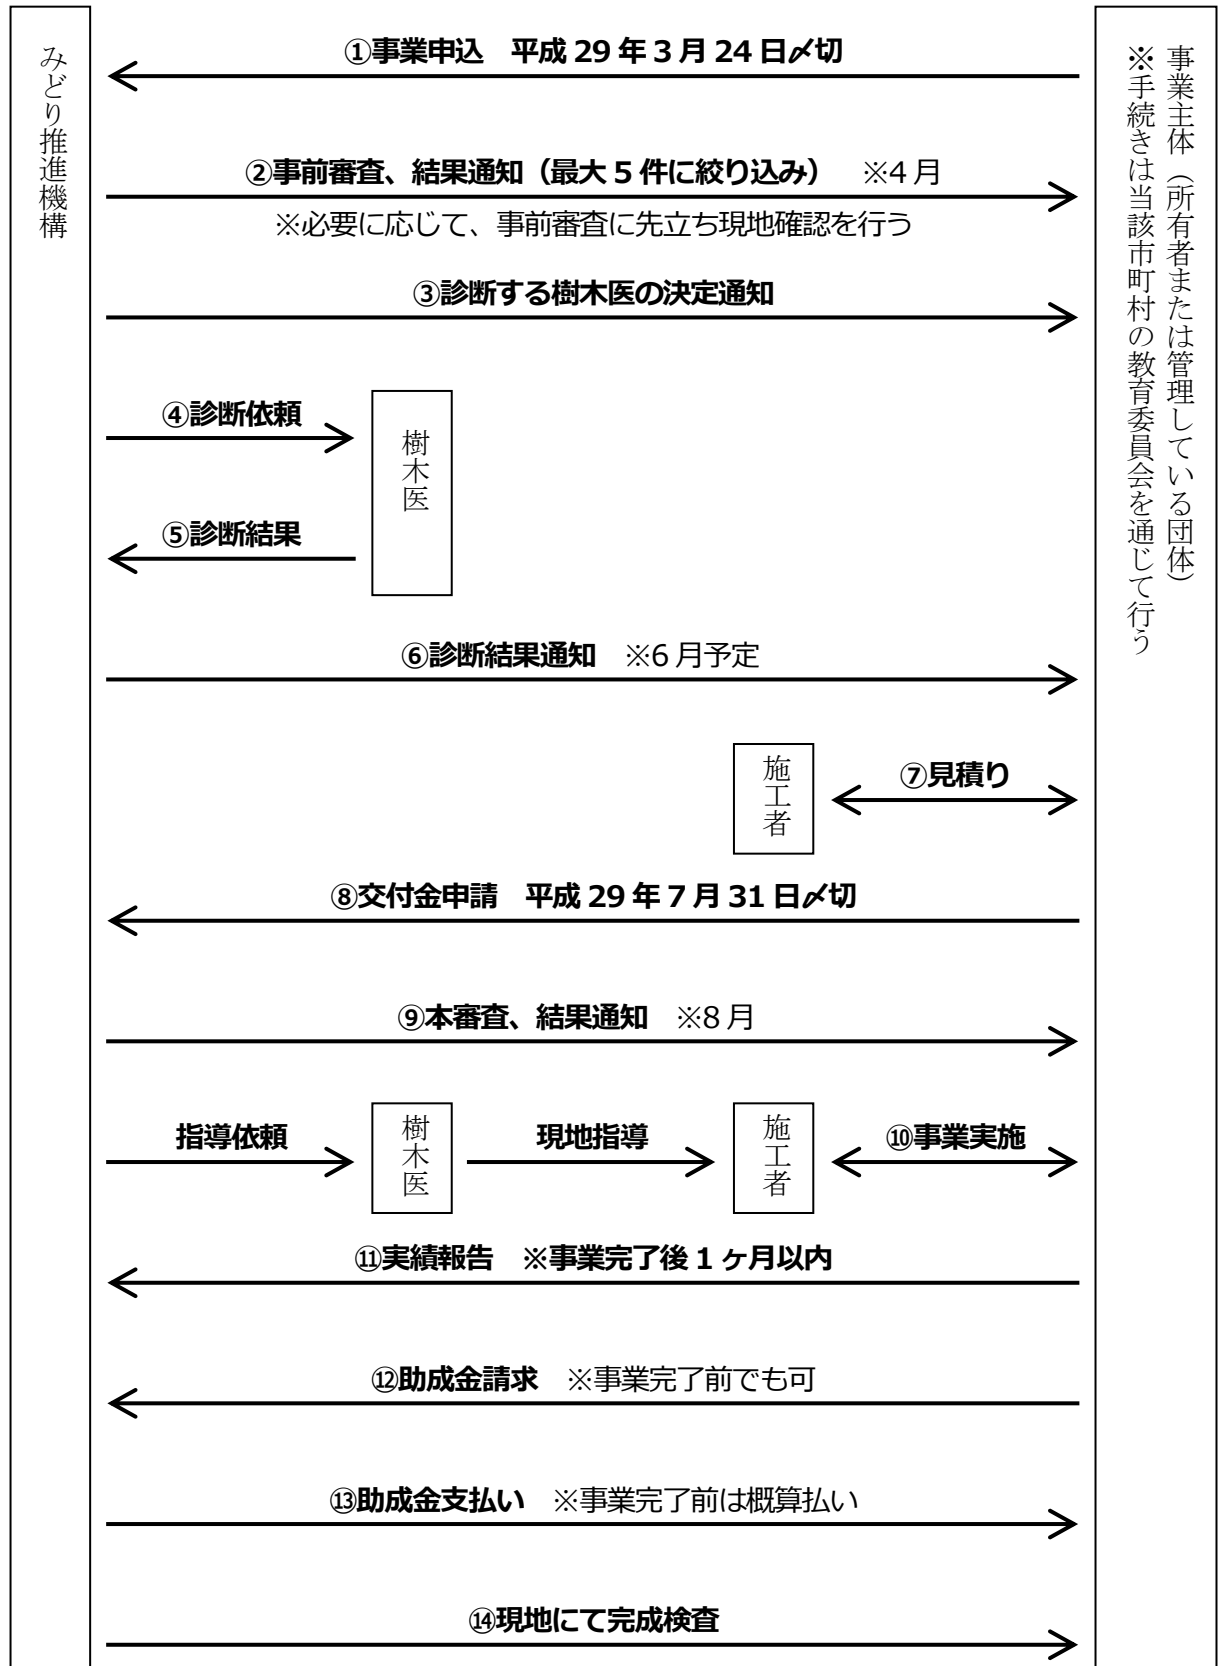 みどり推進機構
事業主体(所有者または管理している団体)
※手続きは当該市町村の教育委員会を通じて行う
①事業申込　平成 29 年 3 月 24 日〆切
②事前審査、結果通知（最大 5 件に絞り込み）　※4 月
※必要に応じて、事前審査に先立ち現地確認を行う
③診断する樹木医の決定通知
④診断依頼
樹木医
⑤診断結果
⑥診断結果通知　※6 月予定
施工者
⑦見積り
⑧交付金申請　平成 29 年 7 月 31 日〆切
⑨本審査、結果通知　※8 月
指導依頼
樹木医
現地指導
施工者
⑩事業実施
⑪実績報告　※事業完了後 1 ヶ月以内
⑫助成金請求　※事業完了前でも可
⑬助成金支払い　※事業完了前は概算払い
⑭現地にて完成検査